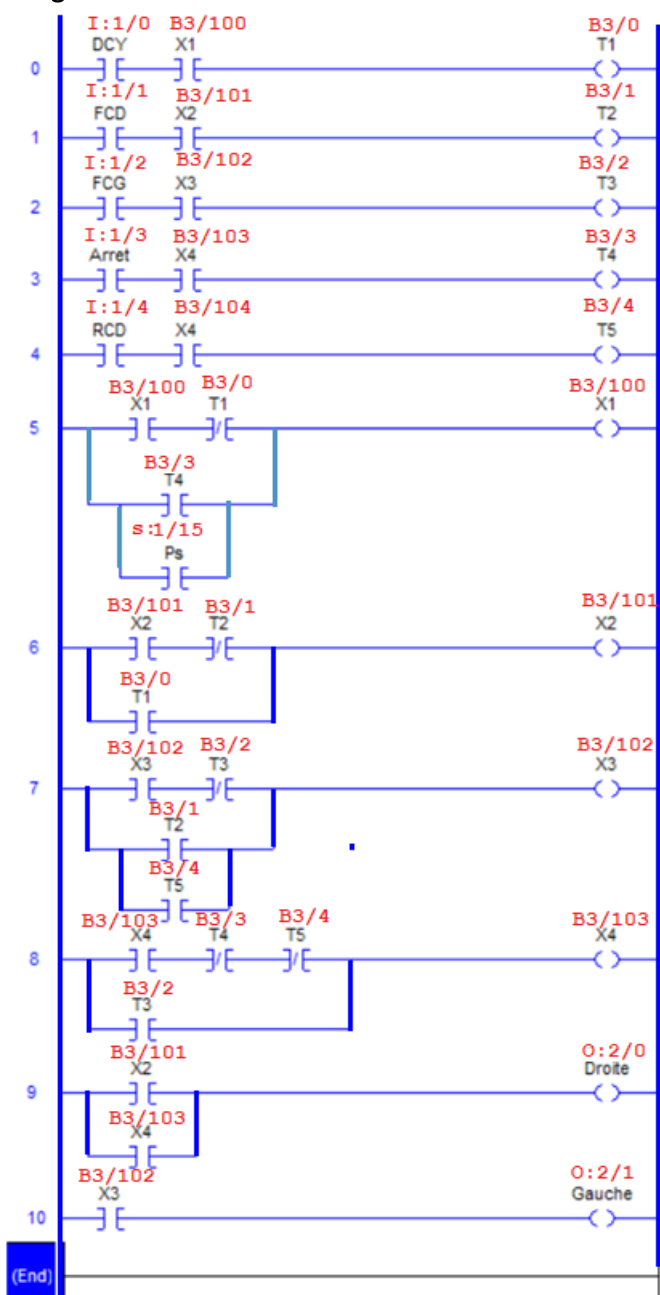 I:1/0 B3/100 B3/0
DCY X1 T1
0
I:1/1 B3/101 B3/1
FCD X2 T2
1
I:1/2 B3/102 B3/2
FCG X3 T3
2
I:1/3 B3/103 B3/3
Arret X4 T4
3
I:1/4 B3/104 B3/4
RCD X4 T5
4
B3/100 B3/0 B3/100
X1 T1 X1
5
B3/3
T4
s:1/15
Ps
B3/101 B3/1 B3/101
X2 T2 X2
6
B3/0
T1
B3/102 B3/2 B3/102
X3 T3 X3
7
B3/1
T2
B3/4
T5
B3/103 B3/3 B3/4 B3/103
X4 T4 T5 X4
8
B3/2
T3
B3/101 O:2/0
X2 Droite
9
B3/103
X4
B3/102 O:2/1
X3 Gauche
10
(End)